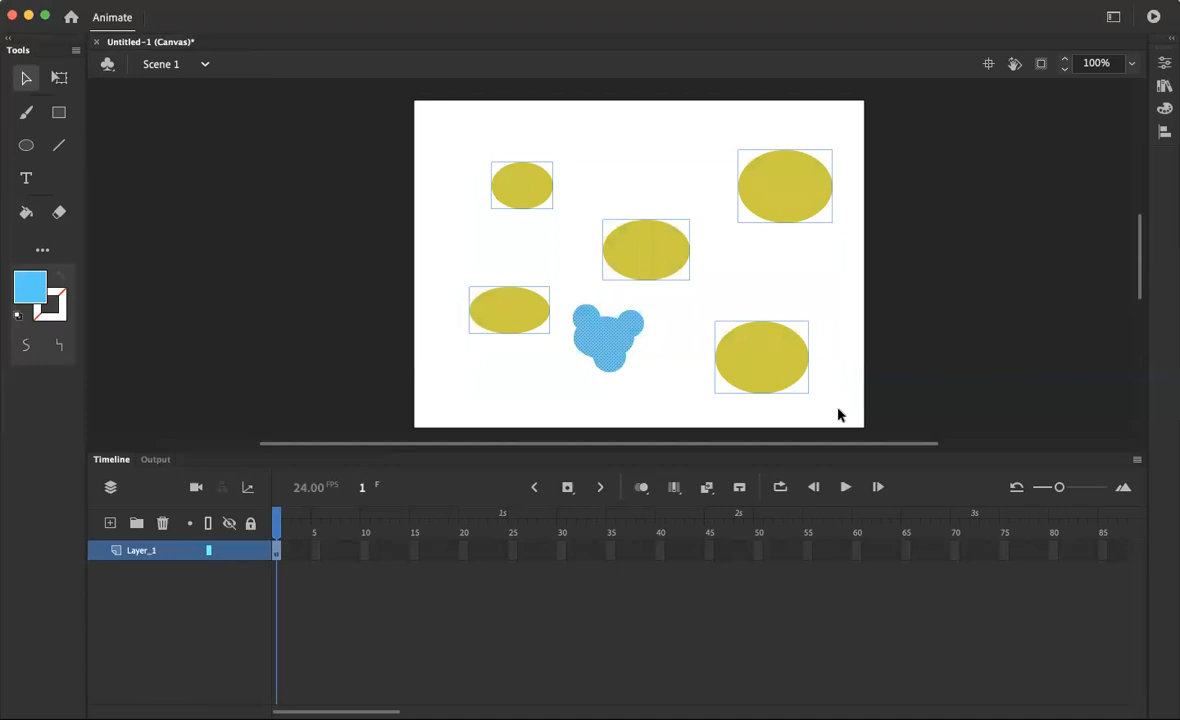 Animate
Tools
Untitled-1 (Canvas)*
Scene 1
100%
T
Timeline
Output
24.00 FPS
1 F
1s
2s
3s
5
10
15
20
25
30
35
40
45
50
55
60
65
70
75
80
85
Layer_1